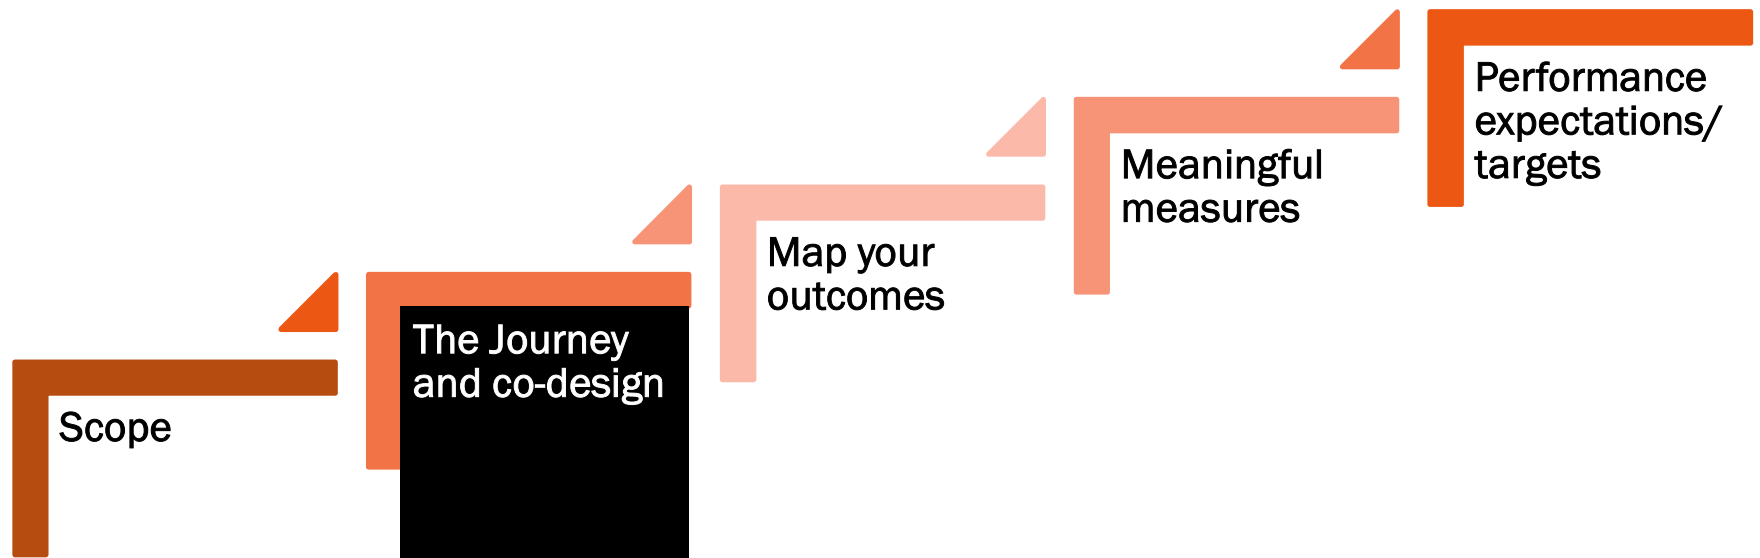 Scope
The Journey
and co-design
Map your
outcomes
Meaningful
measures
Performance
expectations/
targets